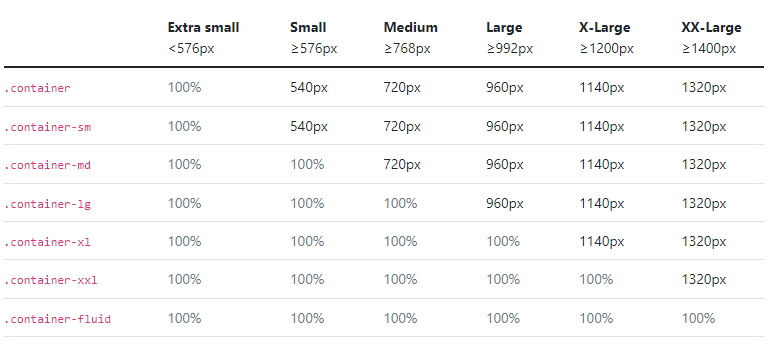 Extra small Small Medium Large X-Large XX-Large
<576px ≥576px ≥768px ≥992px ≥1200px ≥1400px
.container 100% 540px 720px 960px 1140px 1320px
.container-sm 100% 540px 720px 960px 1140px 1320px
.container-md 100% 100% 720px 960px 1140px 1320px
.container-lg 100% 100% 100% 960px 1140px 1320px
.container-xl 100% 100% 100% 100% 1140px 1320px
.container-xxl 100% 100% 100% 100% 100% 1320px
.container-fluid 100% 100% 100% 100% 100% 100%